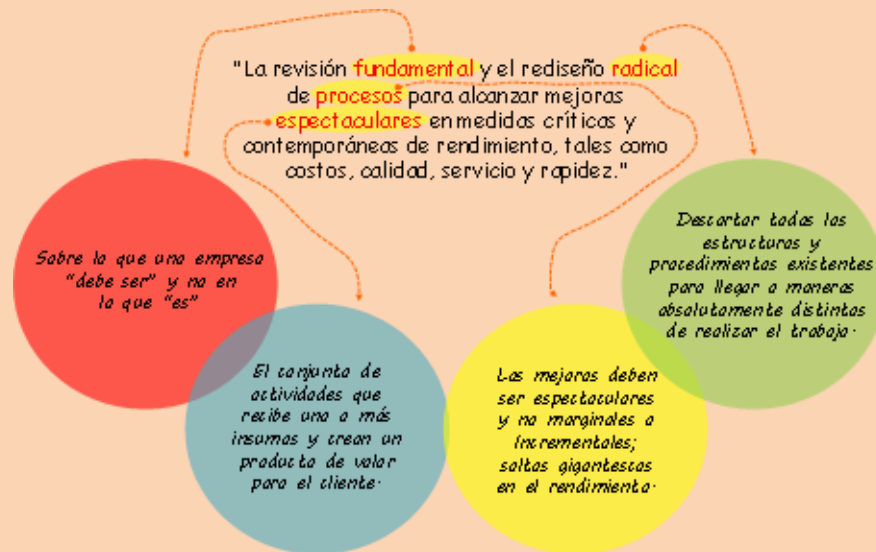 "La revisión fundamental y el rediseño radical
de procesos para alcanzar mejoras
espectaculares en medidas críticas y
contemporáneas de rendimiento, tales como
costos, calidad, servicio y rapidez."
Sobre lo que una empresa
"debe ser" y no en
lo que "es"
El conjunto de
actividades que
recibe uno o más
insumos y crean un
producto de valor
para el cliente.
Las mejoras deben
ser espectaculares
y no marginales o
incrementales;
saltos gigantescos
en el rendimiento.
Descartar todas las
estructuras y
procedimientos existentes
para llegar a maneras
absolutamente distintas
de realizar el trabajo.